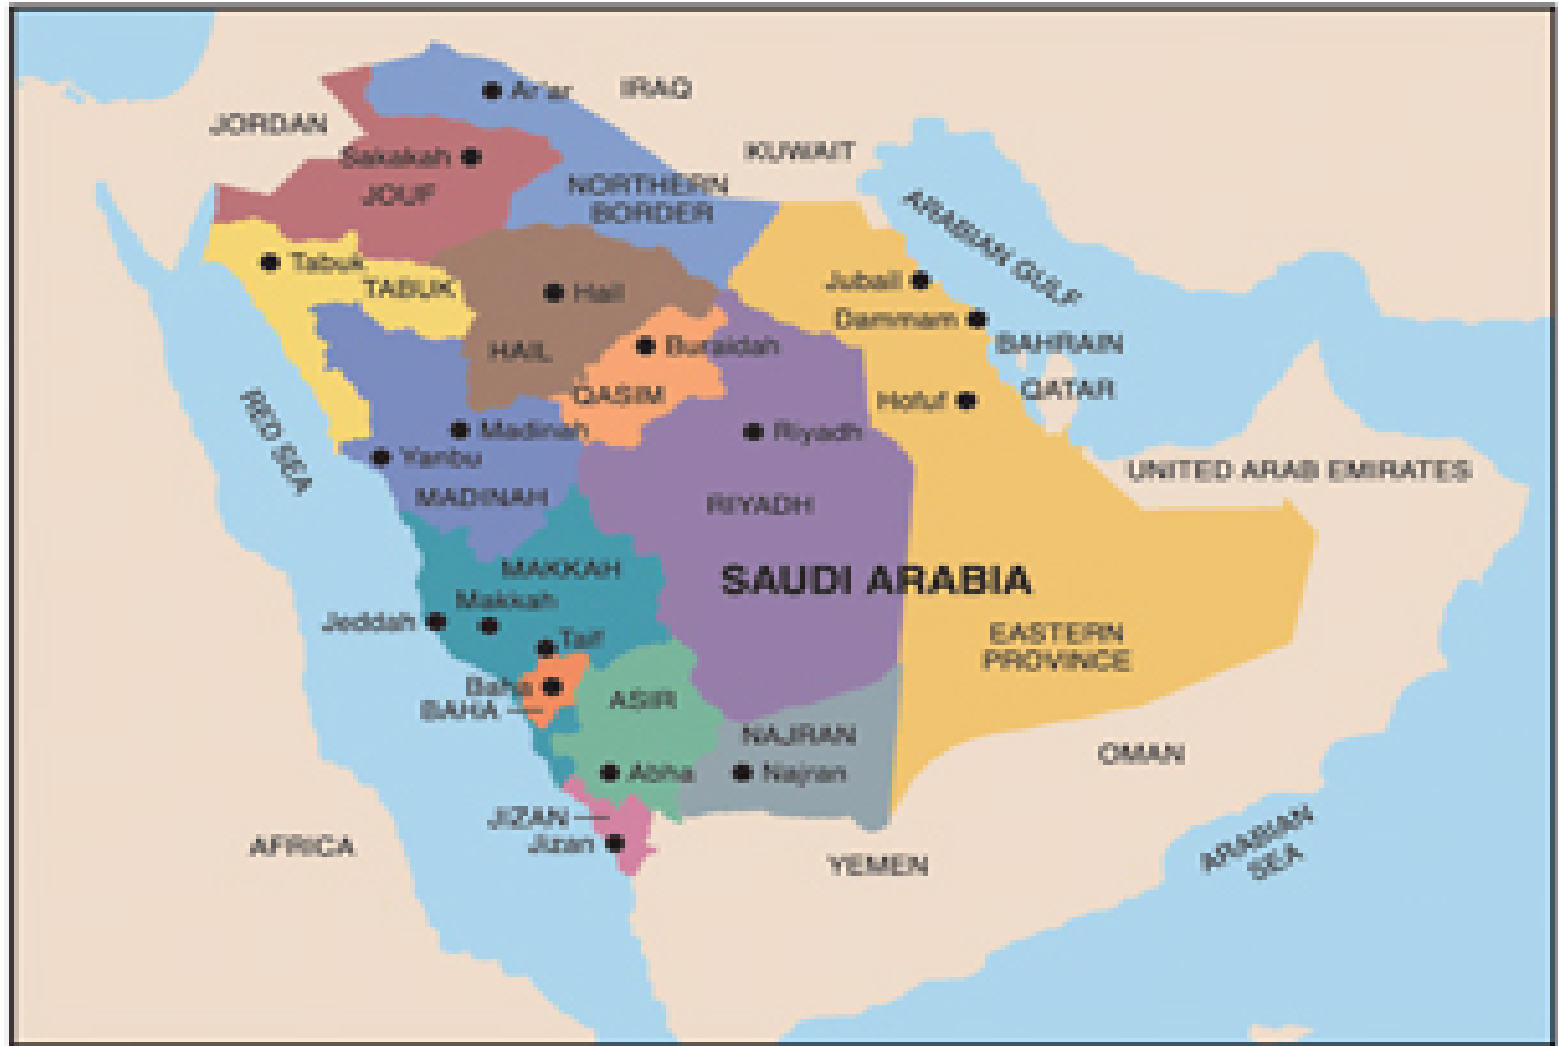 Ar'ar
IRAQ
JORDAN
KUWAIT
Sakakah
JOUF
NORTHERN
BORDER
ARABIAN GULF
Tabuk
TABUK
Hail
Jubail
Dammam
HAIL
Buraidah
BAHRAIN
QASIM
QATAR
Hofuf
RED SEA
Madinah
Riyadh
Yanbu
UNITED ARAB EMIRATES
MADINAH
RIYADH
MAKKAH
SAUDI ARABIA
Makkah
Jeddah
Taif
EASTERN
PROVINCE
Baha
BAHA
ASIR
NAJRAN
OMAN
Abha
Najran
JIZAN
Jizan
AFRICA
YEMEN
ARABIAN
SEA